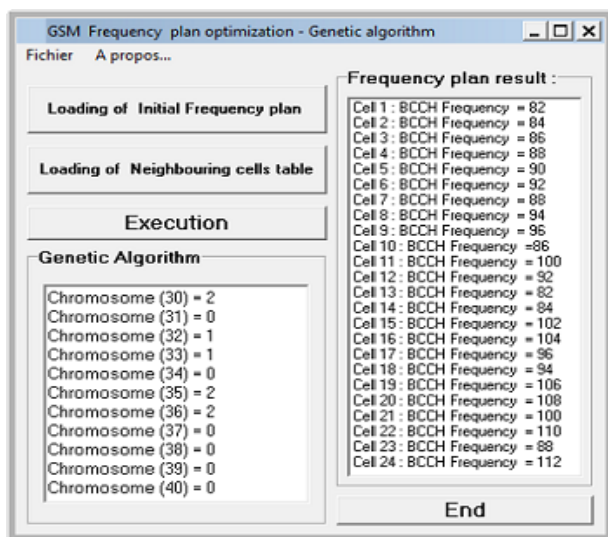 GSM Frequency plan optimization - Genetic algorithm
Fichier A propos...
Loading of Initial Frequency plan
Loading of Neighbouring cells table
Execution
Genetic Algorithm
Chromosome (30) = 2
Chromosome (31) = 0
Chromosome (32) = 1
Chromosome (33) = 1
Chromosome (34) = 0
Chromosome (35) = 2
Chromosome (36) = 2
Chromosome (37) = 0
Chromosome (38) = 0
Chromosome (39) = 0
Chromosome (40) = 0
Frequency plan result :
Cell 1 : BCCH Frequency = 82
Cell 2 : BCCH Frequency = 84
Cell 3 : BCCH Frequency = 86
Cell 4 : BCCH Frequency = 88
Cell 5 : BCCH Frequency = 90
Cell 6 : BCCH Frequency = 92
Cell 7 : BCCH Frequency = 88
Cell 8 : BCCH Frequency = 94
Cell 9 : BCCH Frequency = 96
Cell 10 : BCCH Frequency =86
Cell 11 : BCCH Frequency = 100
Cell 12 : BCCH Frequency = 92
Cell 13 : BCCH Frequency = 82
Cell 14 : BCCH Frequency = 84
Cell 15 : BCCH Frequency = 102
Cell 16 : BCCH Frequency = 104
Cell 17 : BCCH Frequency = 96
Cell 18 : BCCH Frequency = 94
Cell 19 : BCCH Frequency = 106
Cell 20 : BCCH Frequency = 108
Cell 21 : BCCH Frequency = 100
Cell 22 : BCCH Frequency = 110
Cell 23 : BCCH Frequency = 88
Cell 24 : BCCH Frequency = 112
End